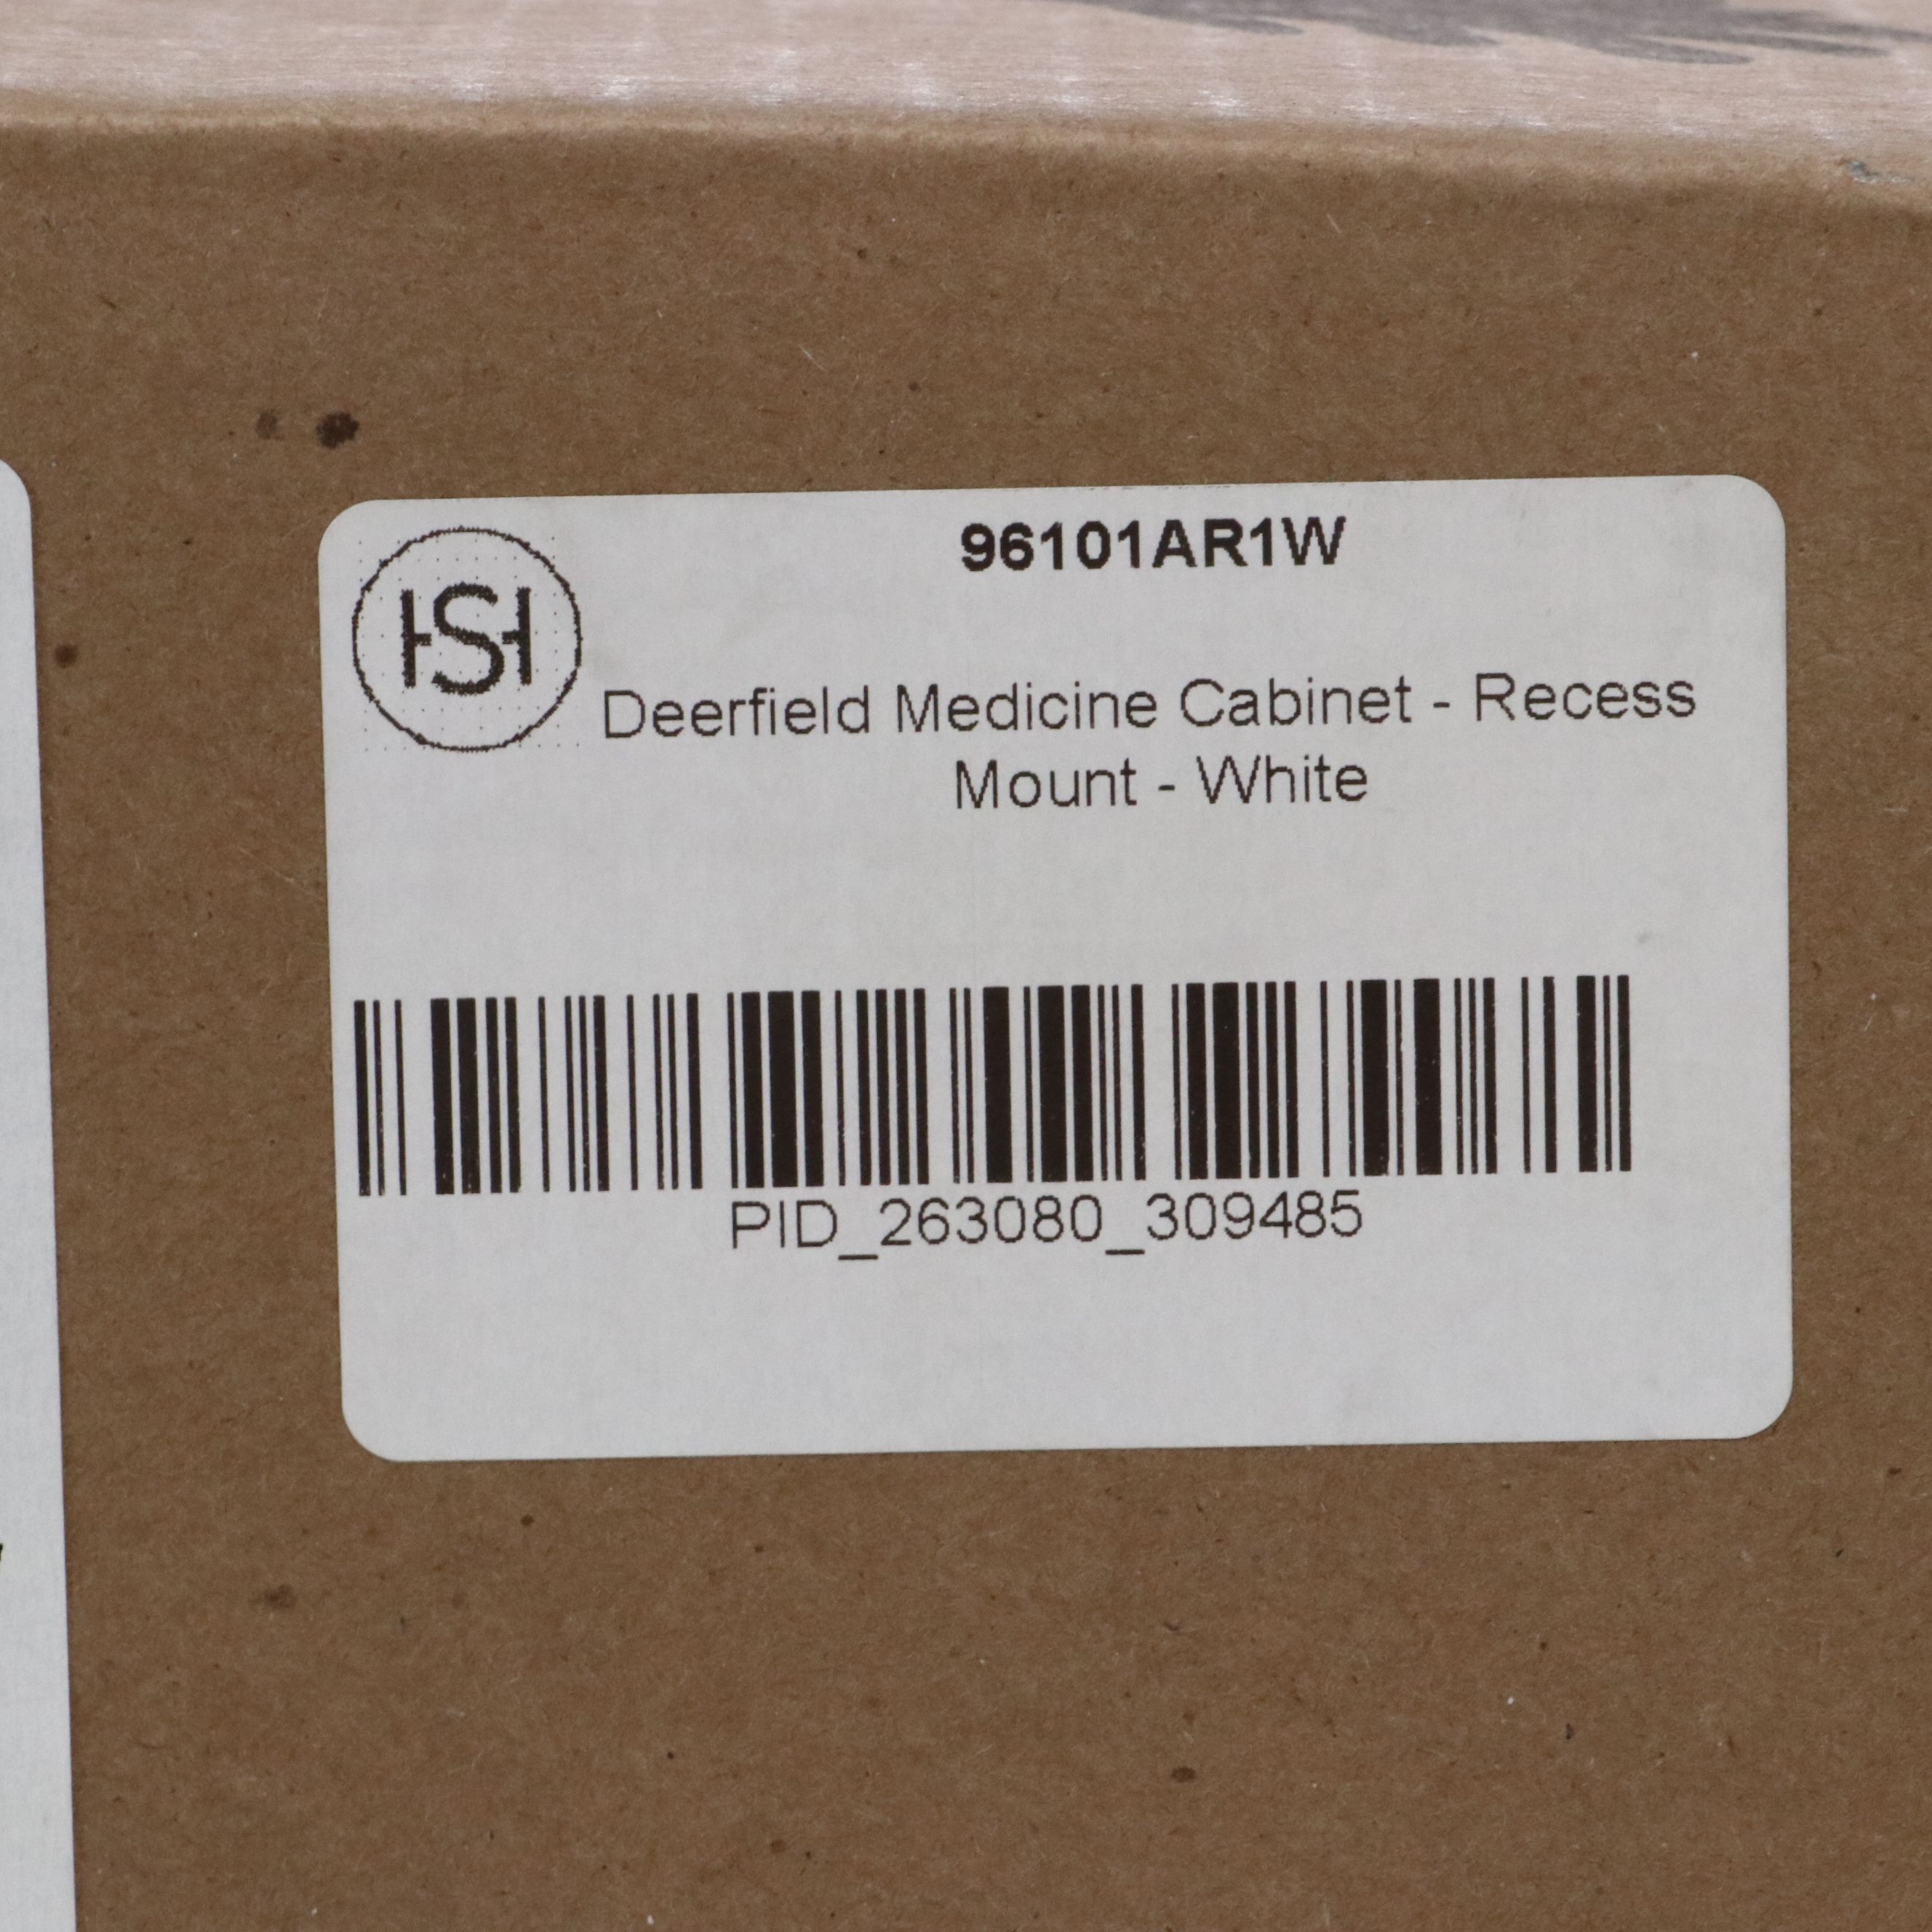 HSH
96101AR1W
Deerfield Medicine Cabinet - Recess
Mount - White
PID_263080_309485